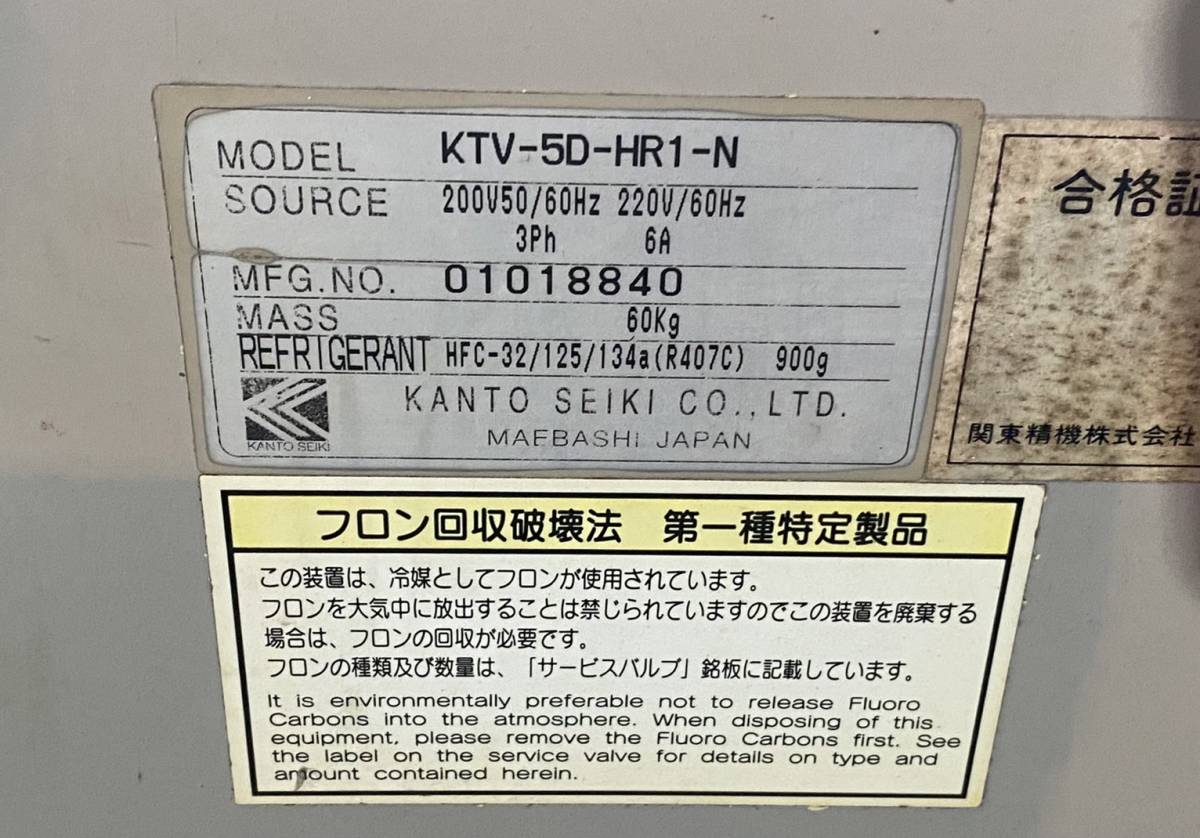 MODEL KTV-5D-HR1-N
SOURCE 200V50/60Hz 220V/60Hz
3Ph 6A
MFG.NO. 01018840
MASS 60Kg
REFRIGERANT HFC-32/125/134a(R407C) 900g
KANTO SEIKI CO.,LTD.
KANTO SEIKI
MAEBASHI JAPAN
合格証
関東精機株式会社
フロン回収破壊法 第一種特定製品
この装置は、冷媒としてフロンが使用されています。
フロンを大気中に放出することは禁じられていますのでこの装置を廃棄する
場合は、フロンの回収が必要です。
フロンの種類及び数量は、「サービスバルブ」銘板に記載しています。
It is environmentally preferable not to release Fluoro
Carbons into the atmosphere. When disposing of this
equipment, please remove the Fluoro Carbons first. See
the label on the service valve for details on type and
amount contained herein.